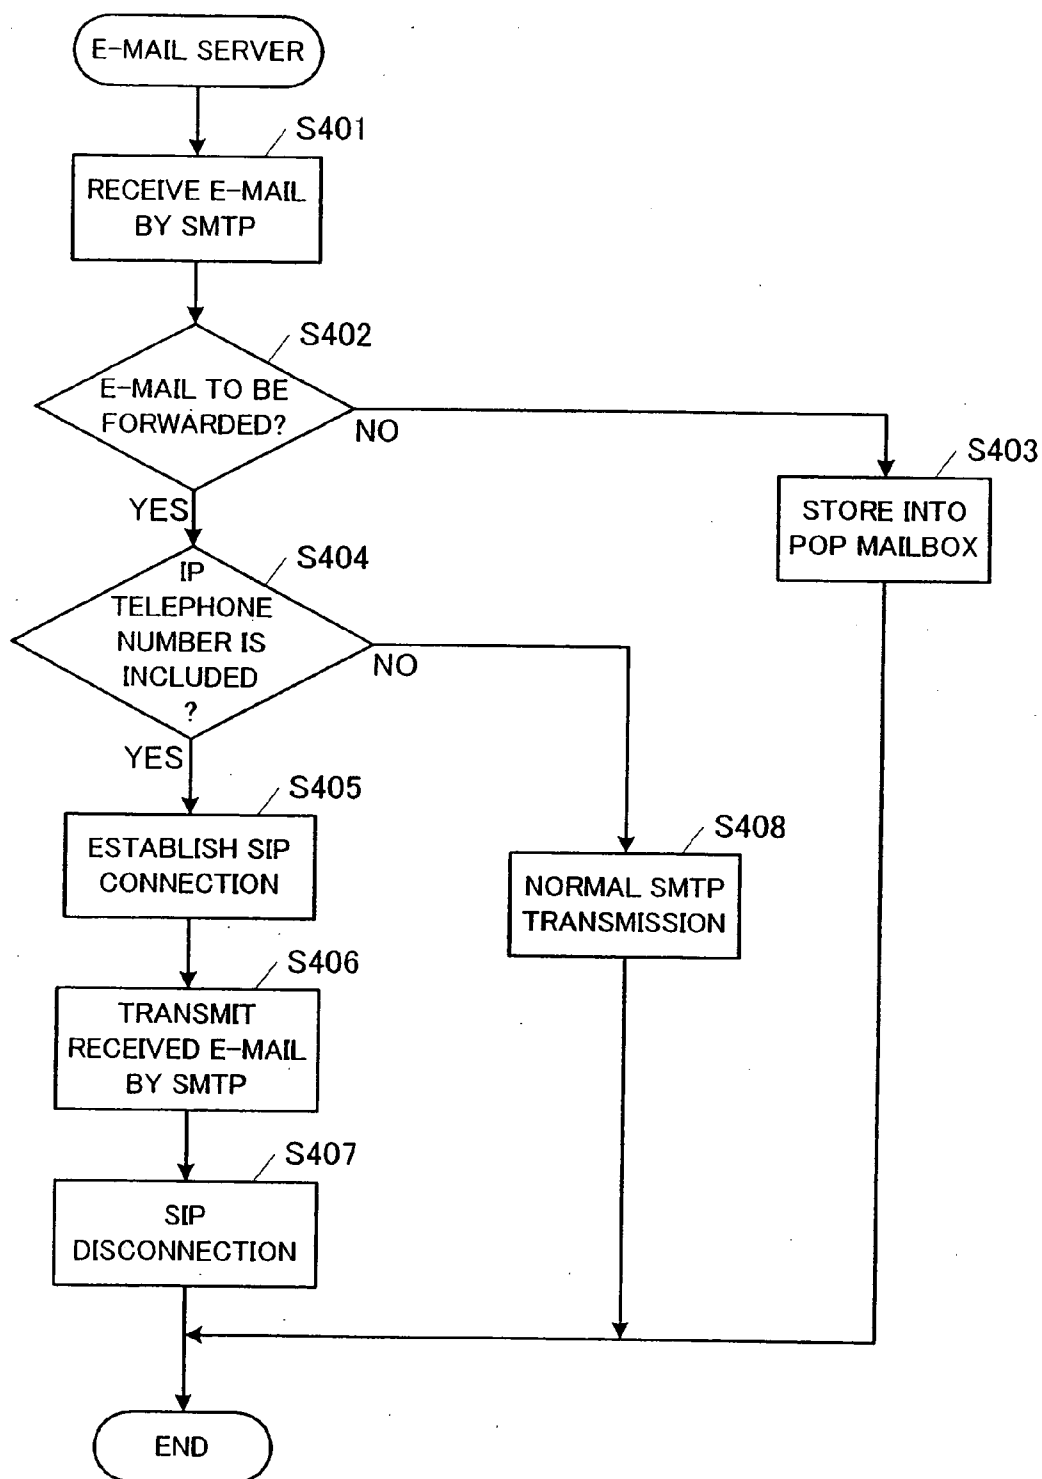 E-MAIL SERVER
S401
RECEIVE E-MAIL
BY SMTP
S402
E-MAIL TO BE
FORWARDED?
NO
YES
S403
STORE INTO
POP MAILBOX
S404
IP
TELEPHONE
NUMBER IS
INCLUDED
?
NO
YES
S405
ESTABLISH SIP
CONNECTION
S408
NORMAL SMTP
TRANSMISSION
S406
TRANSMIT
RECEIVED E-MAIL
BY SMTP
S407
SIP
DISCONNECTION
END